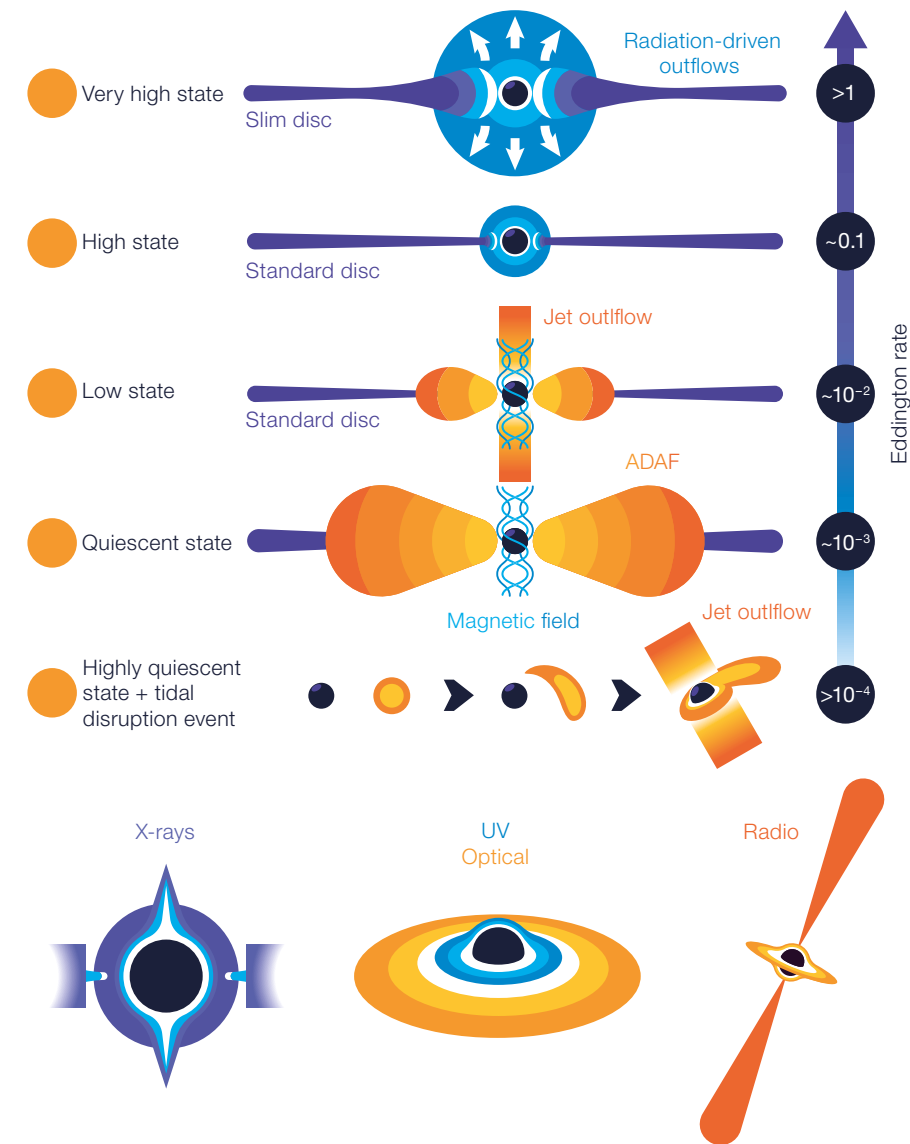 Radiation-driven
outflows
Very high state
>1
Slim disc
High state
~0.1
Standard disc
Jet outlflow
Low state
~10⁻²
Standard disc
Eddington rate
ADAF
Quiescent state
~10⁻³
Magnetic field
Jet outlflow
Highly quiescent
state + tidal
disruption event
>10⁻⁴
X-rays
UV
Optical
Radio